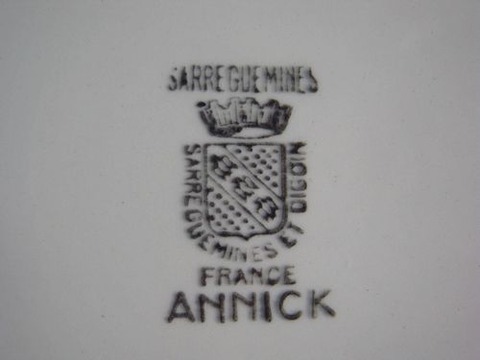 SARREGUEMINES
SARREGUEMINES ET DIGOIN
FRANCE
ANNICK